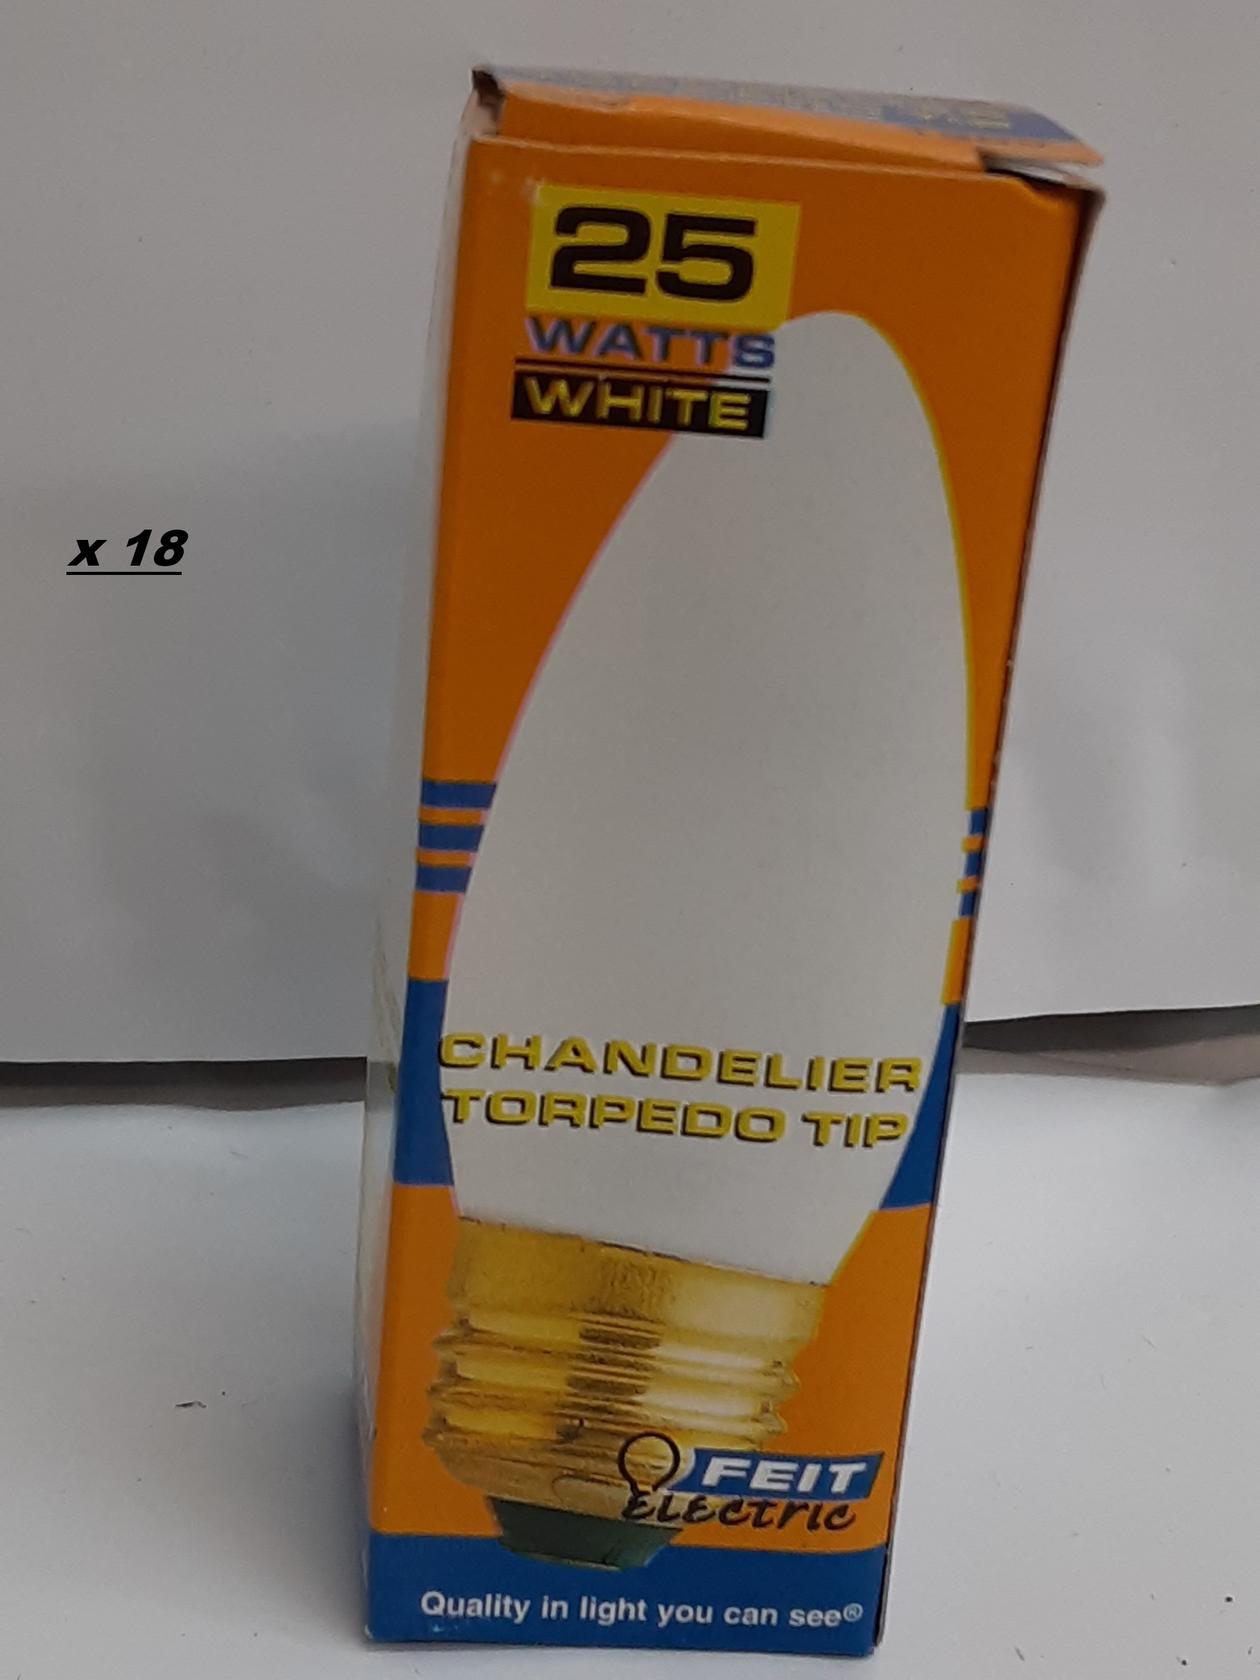 25
WATTS
WHITE
x 18
CHANDELIER
TORPEDO TIP
FEIT
ELECTRIC
Quality in light you can see®